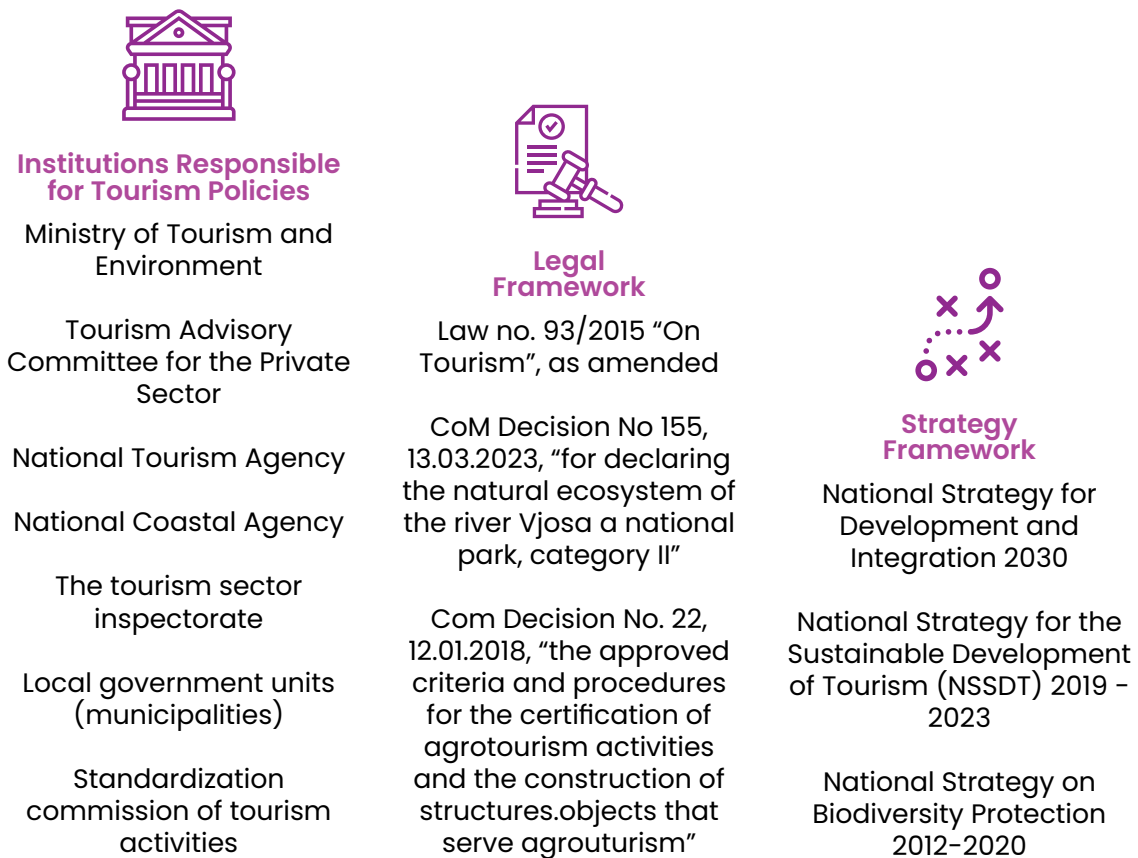 Institutions Responsible
for Tourism Policies
Ministry of Tourism and
Environment
Tourism Advisory
Committee for the Private
Sector
National Tourism Agency
National Coastal Agency
The tourism sector
inspectorate
Local government units
(municipalities)
Standardization
commission of tourism
activities
Legal
Framework
Law no. 93/2015 “On
Tourism”, as amended
CoM Decision No 155,
13.03.2023, “for declaring
the natural ecosystem of
the river Vjosa a national
park, category II”
Com Decision No. 22,
12.01.2018, “the approved
criteria and procedures
for the certification of
agrotourism activities
and the construction of
structures.objects that
serve agrouturism”
Strategy
Framework
National Strategy for
Development and
Integration 2030
National Strategy for the
Sustainable Development
of Tourism (NSSDT) 2019 -
2023
National Strategy on
Biodiversity Protection
2012-2020